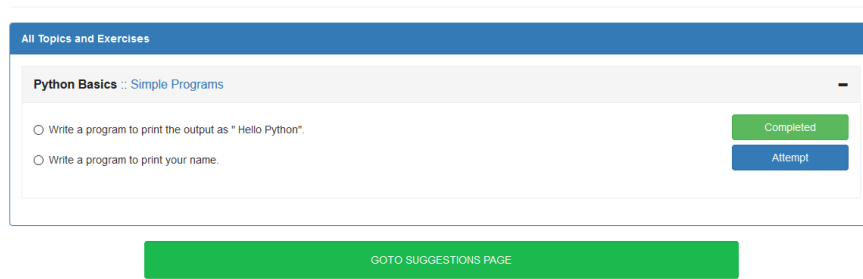 All Topics and Exercises
Python Basics :: Simple Programs
Write a program to print the output as " Hello Python".
Completed
Write a program to print your name.
Attempt
GOTO SUGGESTIONS PAGE